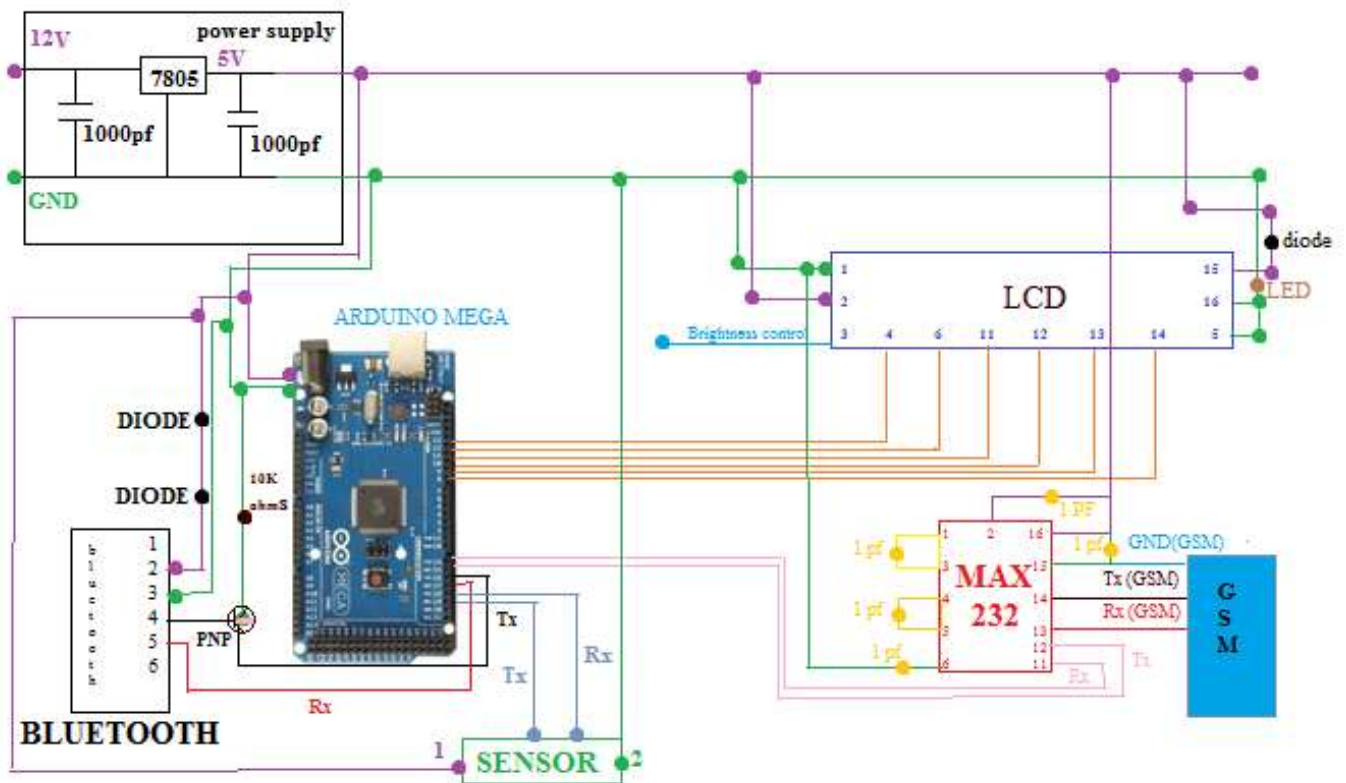 12V
power supply
5V
7805
1000pf
1000pf
GND
ARDUINO MEGA
DIODE
DIODE
10K
ohmS
diode
LED
LCD
1
2
3
Brightness control
4
6
11
12
13
14
15
16
5
bluetooth
1
2
3
4
5
6
PNP
BLUETOOTH
Tx
Rx
Tx
Rx
1
SENSOR
2
1 PF
1 pf
1 pf
1 pf
1 pf
MAX
232
1
3
4
5
6
2
16
15
14
13
12
11
GND(GSM)
Tx (GSM)
Rx (GSM)
Tx
Rx
GSM